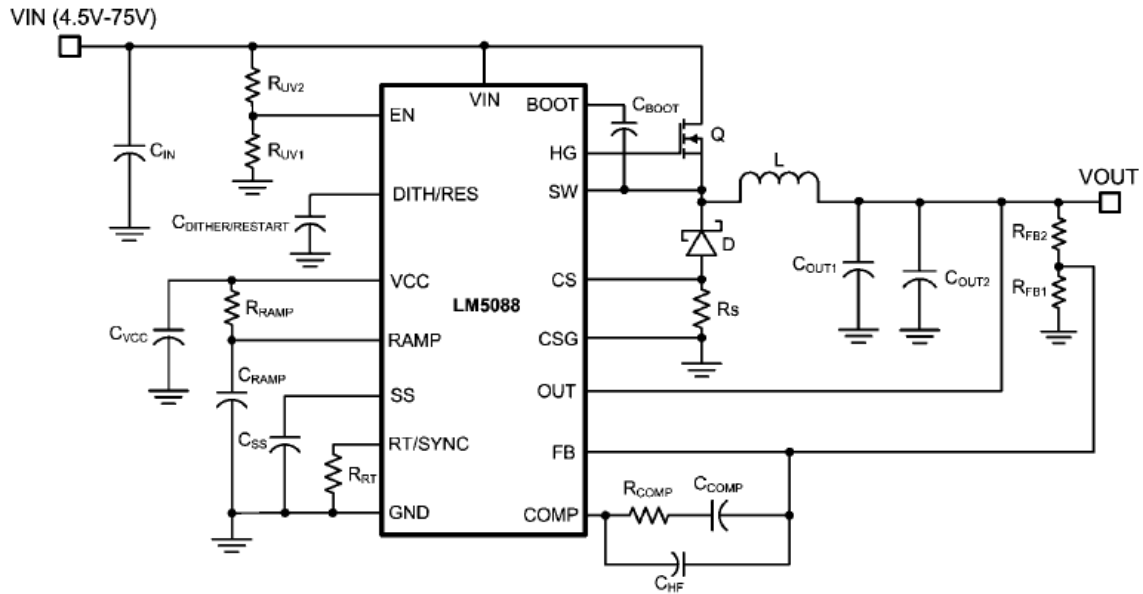 VIN (4.5V-75V)
RUV2
RUV1
CIN
CDITHER/RESTART
RRAMP
CVCC
CRAMP
CSS
RRT
VIN
EN
DITH/RES
VCC
LM5088
RAMP
SS
RT/SYNC
GND
BOOT
HG
SW
CS
CSG
OUT
FB
COMP
CBOOT
Q
L
D
RS
VOUT
COUT1
COUT2
RFB2
RFB1
RCOMP
CCOMP
CHF